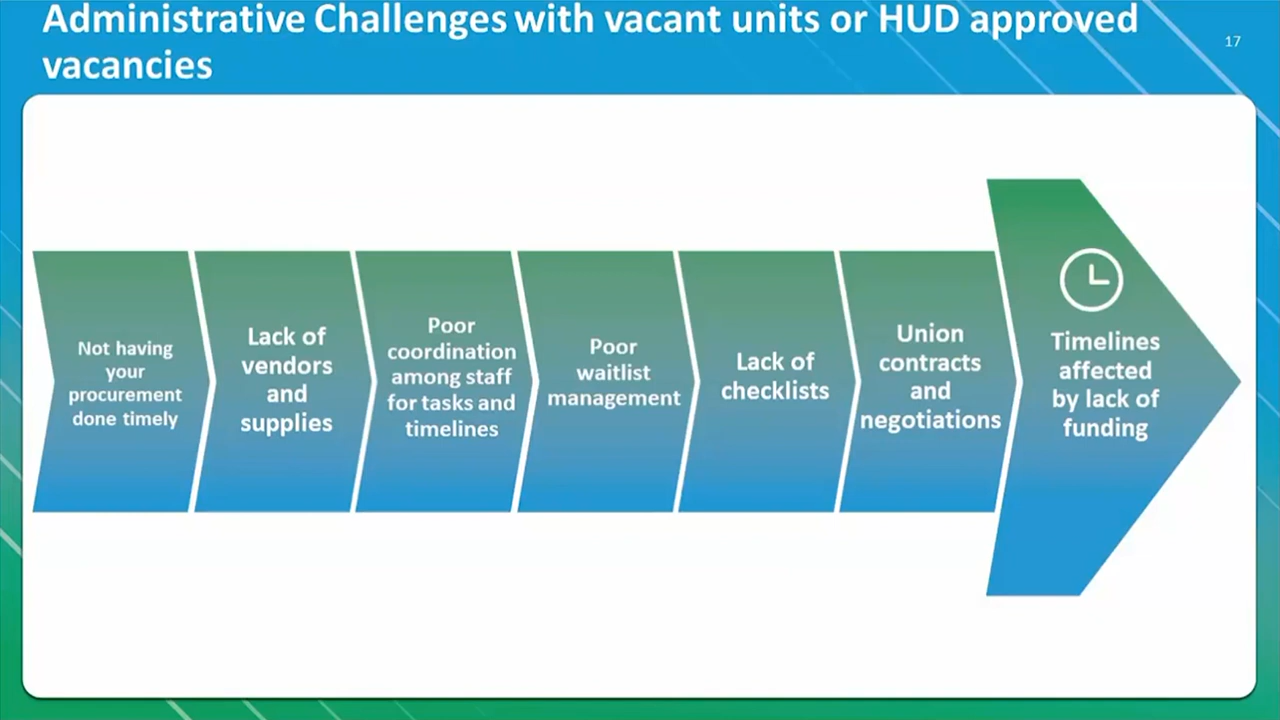 Administrative Challenges with vacant units or HUD approved
vacancies
17
Not having
your
procurement
done timely
Lack of
vendors
and
supplies
Poor
coordination
among staff
for tasks and
timelines
Poor
waitlist
management
Lack of
checklists
Union
contracts
and
negotiations
Timelines
affected
by lack of
funding